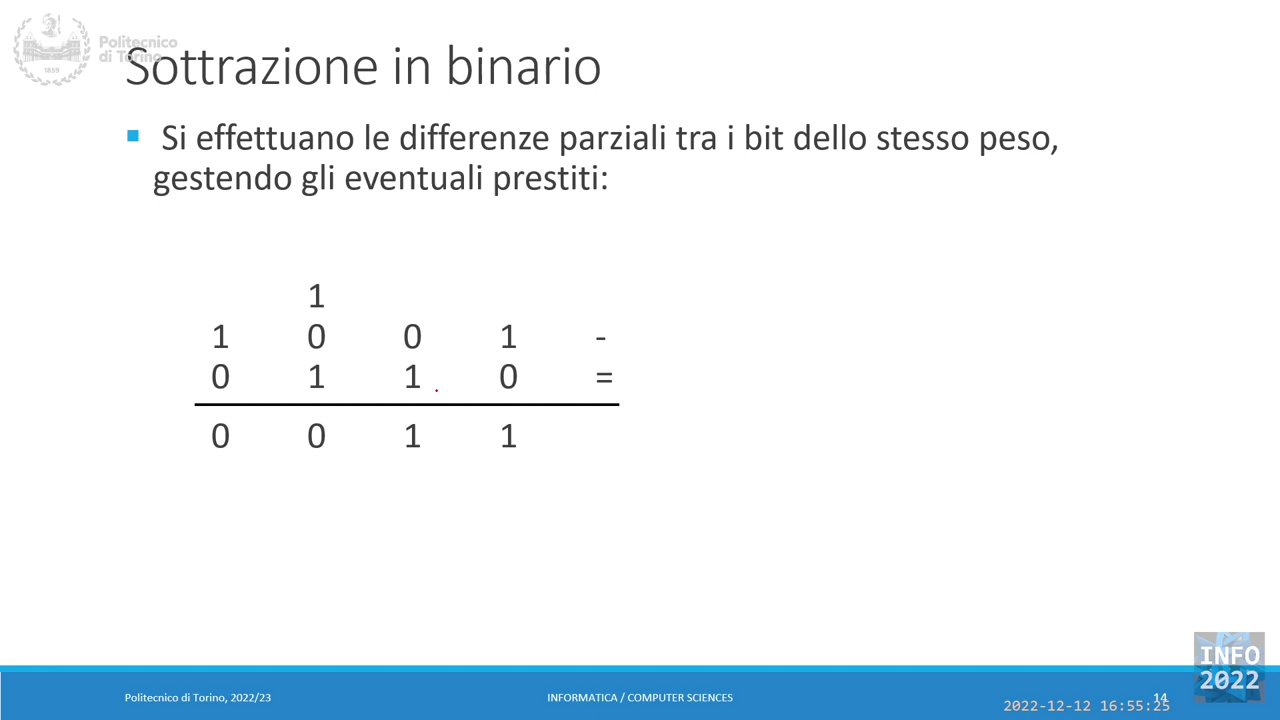 Politecnico
di Torino
1859
Sottrazione in binario
Si effettuano le differenze parziali tra i bit dello stesso peso,
gestendo gli eventuali prestiti:
1
1 0 0 1 -
0 1 1 0 =
0 0 1 1
Politecnico di Torino, 2022/23
INFORMATICA / COMPUTER SCIENCES
14
2022-12-12 16:55:25
INFO
2022